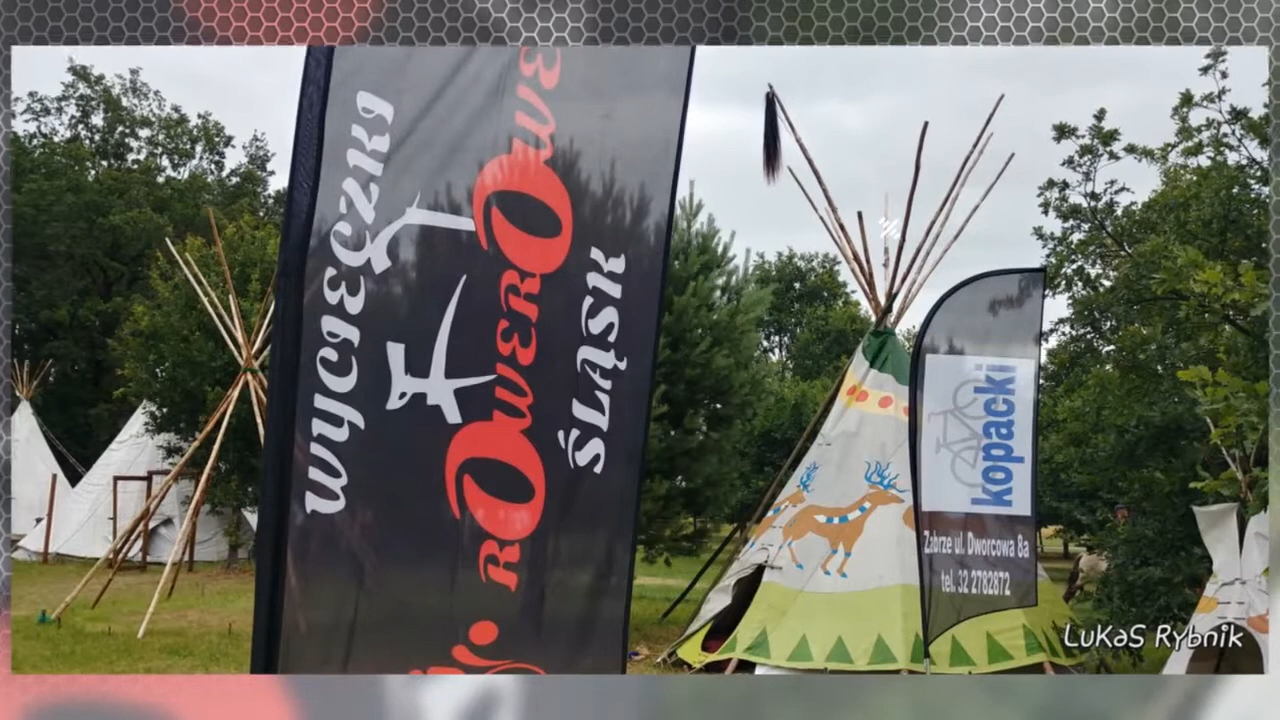 WYCIECZKI
ROWEROWE
ŚLĄSK
kopacki
Zabrze ul. Dworcowa 8a
tel. 32 2782872
LuKaS Rybnik